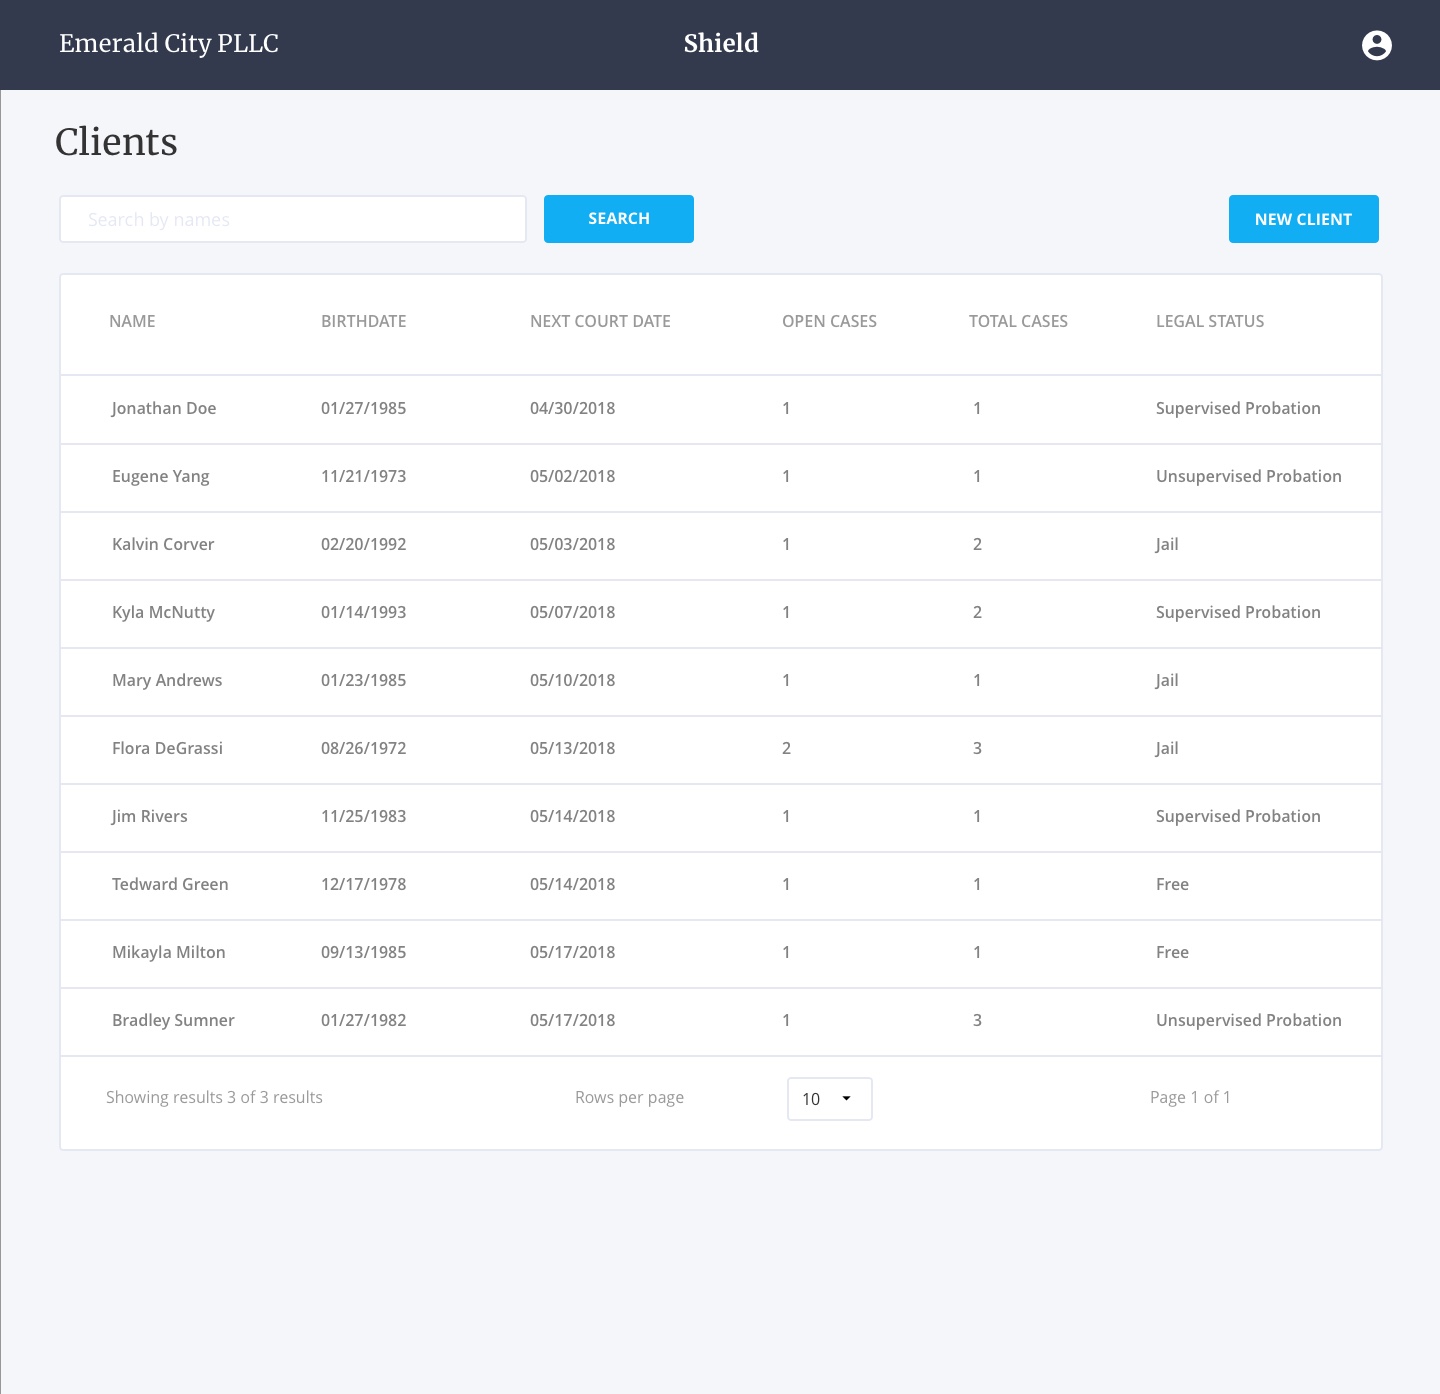 Emerald City PLLC Shield
Clients
Search by names SEARCH NEW CLIENT
NAME BIRTHDATE NEXT COURT DATE OPEN CASES TOTAL CASES LEGAL STATUS
Jonathan Doe 01/27/1985 04/30/2018 1 1 Supervised Probation
Eugene Yang 11/21/1973 05/02/2018 1 1 Unsupervised Probation
Kalvin Corver 02/20/1992 05/03/2018 1 2 Jail
Kyla McNutty 01/14/1993 05/07/2018 1 2 Supervised Probation
Mary Andrews 01/23/1985 05/10/2018 1 1 Jail
Flora DeGrassi 08/26/1972 05/13/2018 2 3 Jail
Jim Rivers 11/25/1983 05/14/2018 1 1 Supervised Probation
Tedward Green 12/17/1978 05/14/2018 1 1 Free
Mikayla Milton 09/13/1985 05/17/2018 1 1 Free
Bradley Sumner 01/27/1982 05/17/2018 1 3 Unsupervised Probation
Showing results 3 of 3 results Rows per page 10 Page 1 of 1